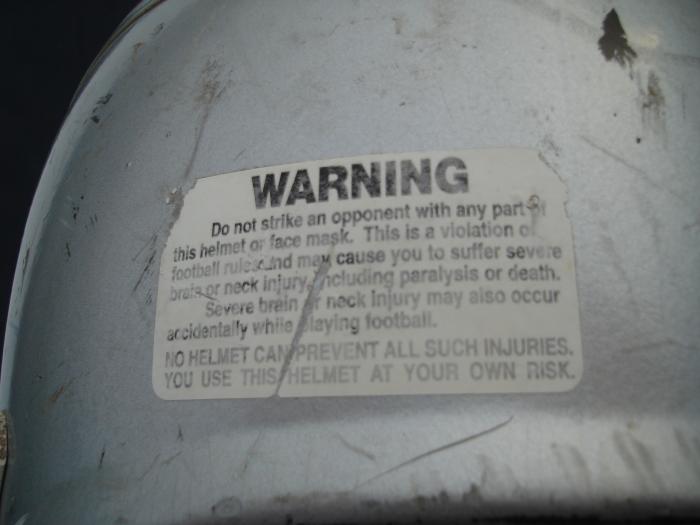 WARNING
Do not strike an opponent with any part of
this helmet or face mask. This is a violation of
football rules and may cause you to suffer severe
brain or neck injury, including paralysis or death.
Severe brain or neck injury may also occur
accidentally while playing football.
NO HELMET CAN PREVENT ALL SUCH INJURIES.
YOU USE THIS HELMET AT YOUR OWN RISK.